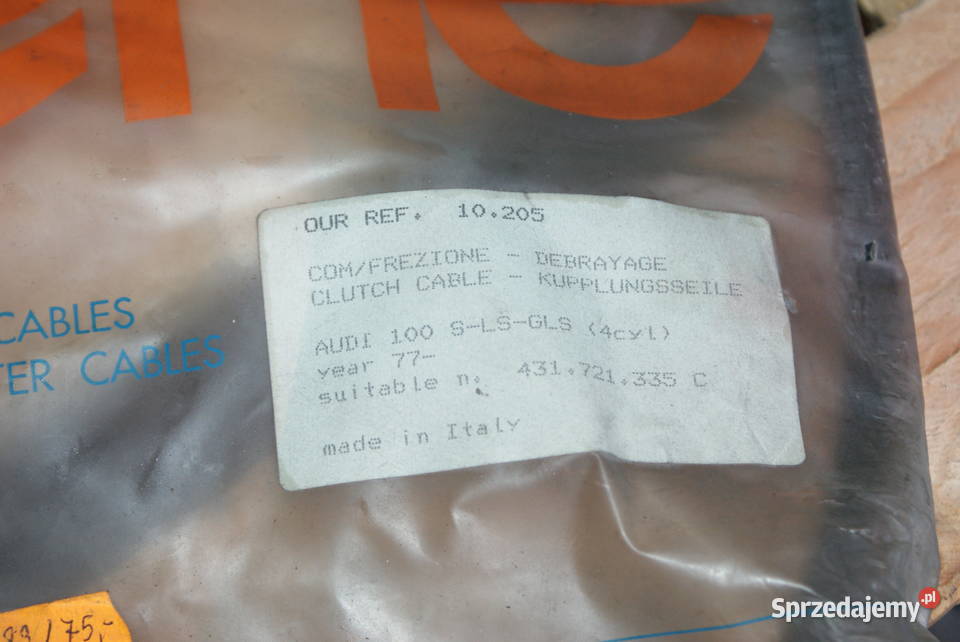 OUR REF. 10.205
COM/FREZIONE - DEBRAYAGE
CLUTCH CABLE - KUPPLUNGSSEILE
AUDI 100 S-LS-GLS (4cyl)
year 77-
suitable n. 431.721.335 C
made in Italy
CABLES
CABLES
75,-
Sprzedajemy.pl